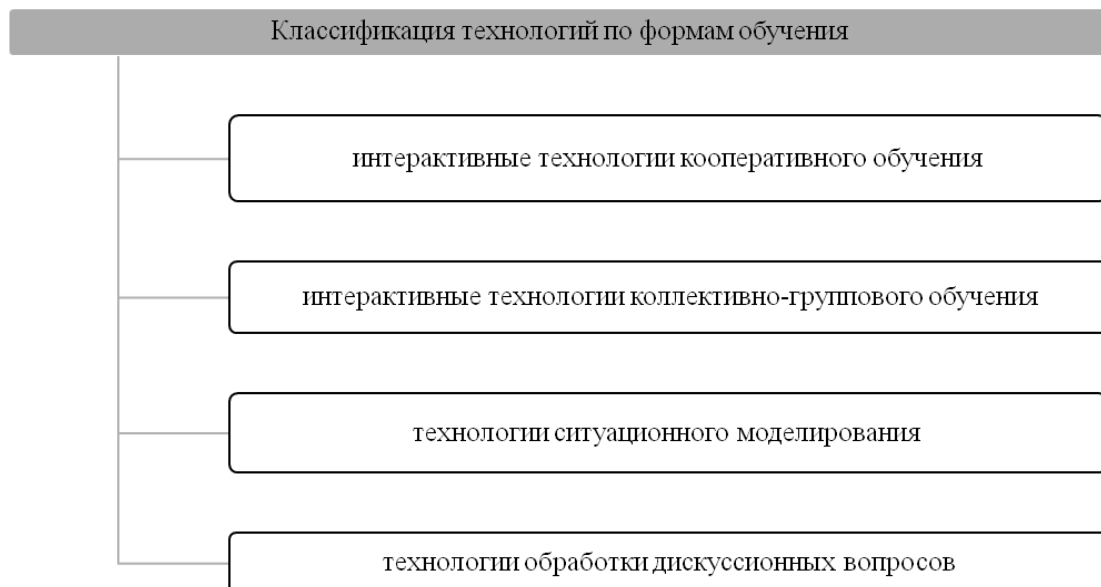 Классификация технологий по формам обучения
интерактивные технологии кооперативного обучения
интерактивные технологии коллективно-группового обучения
технологии ситуационного моделирования
технологии обработки дискуссионных вопросов